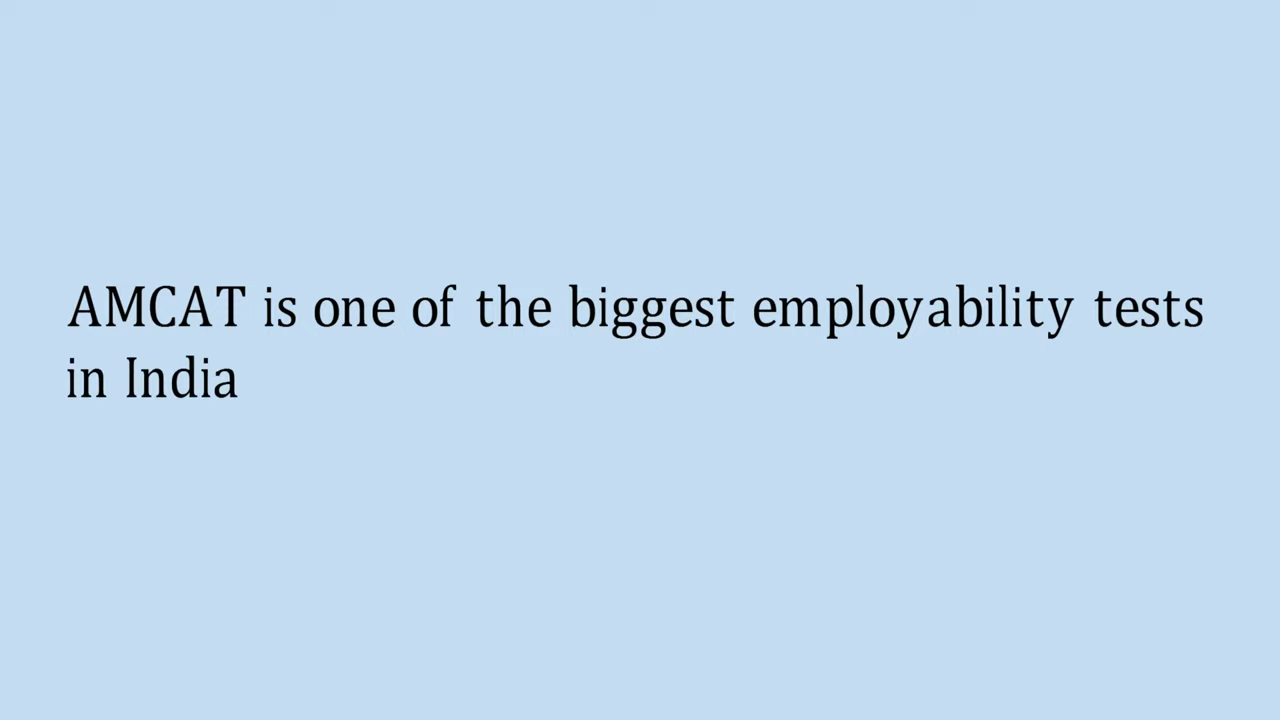 AMCAT is one of the biggest employability tests
in India